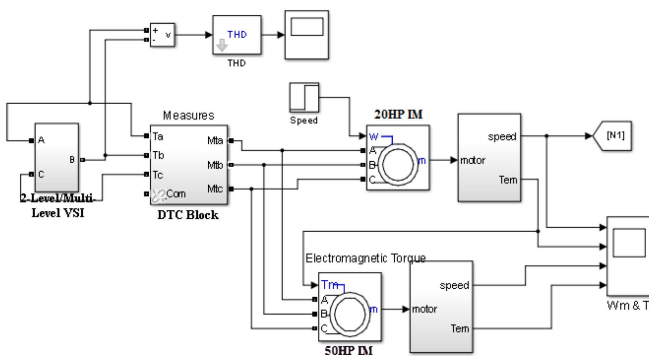 +
-
v
THD
THD
Measures
Speed
20HP IM
A
B
C
2-Level/Multi-
Level VSI
Ta
Tb
Tc
Com
Mta
Mtb
Mtc
DTC Block
w
A
B
C
m
motor
speed
Tem
[N1]
Electromagnetic Torque
Tm
A
B
C
m
50HP IM
motor
speed
Tem
Wm & T